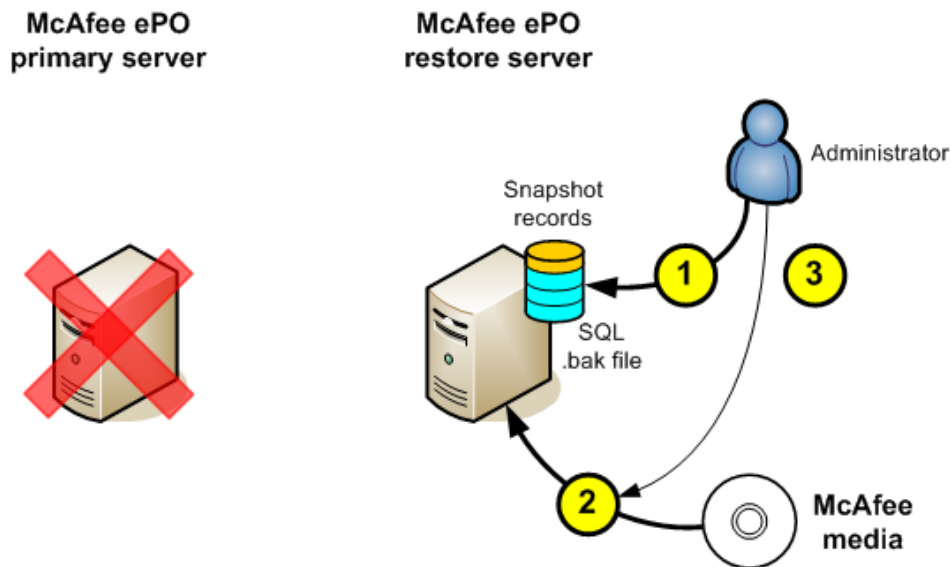 McAfee ePO
primary server
McAfee ePO
restore server
Administrator
Snapshot
records
1
3
SQL
.bak file
2
McAfee
media